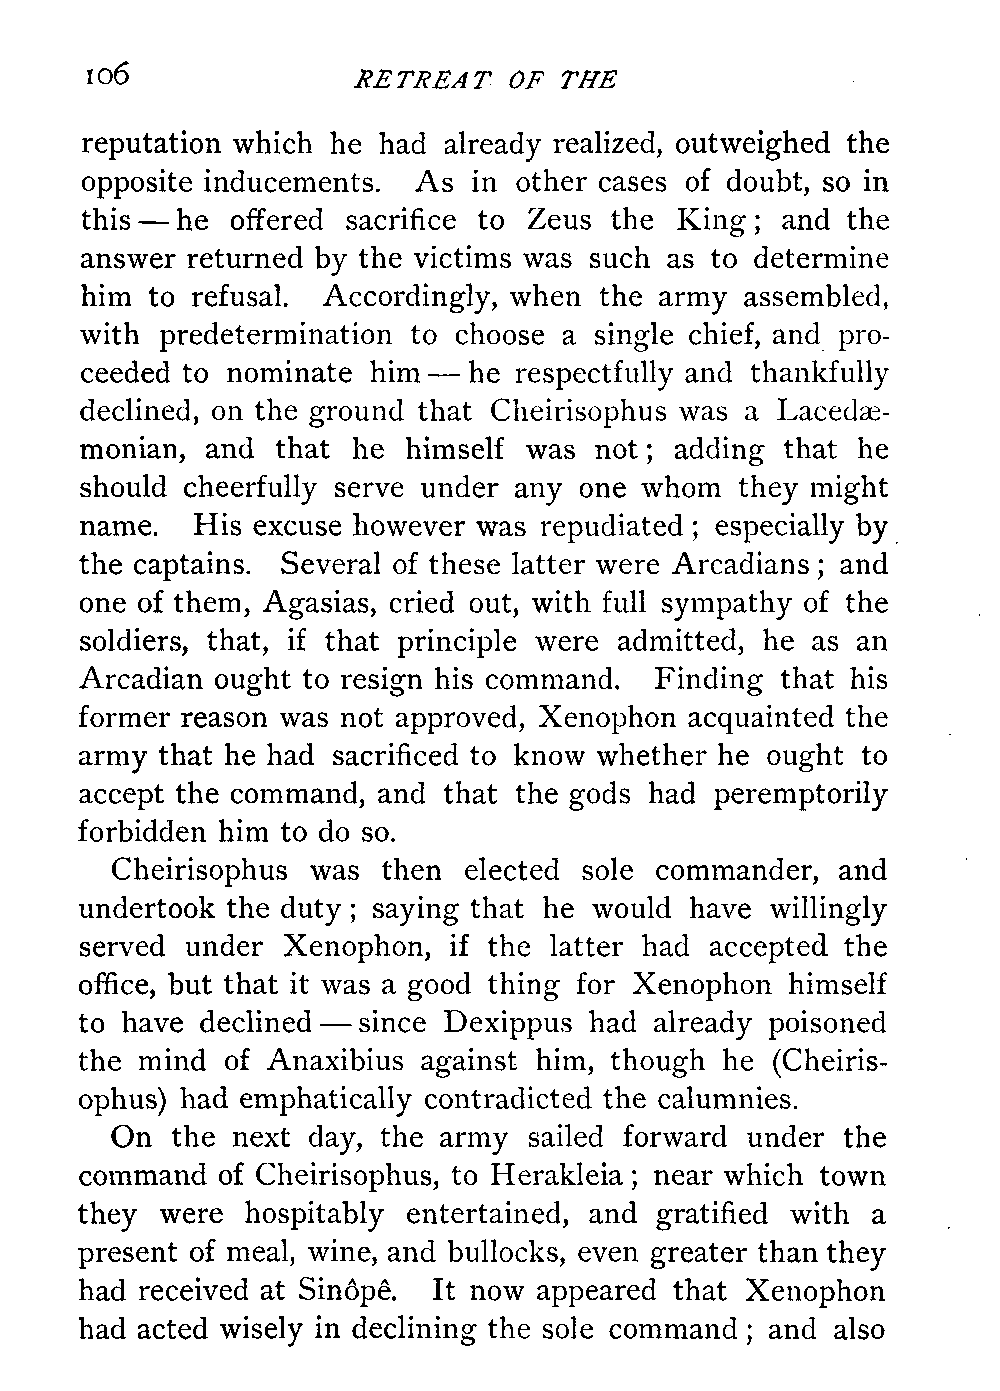 106 RETREAT OF THE
reputation which he had already realized, outweighed the
opposite inducements. As in other cases of doubt, so in
this — he offered sacrifice to Zeus the King; and the
answer returned by the victims was such as to determine
him to refusal. Accordingly, when the army assembled,
with predetermination to choose a single chief, and pro-
ceeded to nominate him — he respectfully and thankfully
declined, on the ground that Cheirisophus was a Lacedæ-
monian, and that he himself was not; adding that he
should cheerfully serve under any one whom they might
name. His excuse however was repudiated; especially by
the captains. Several of these latter were Arcadians; and
one of them, Agasias, cried out, with full sympathy of the
soldiers, that, if that principle were admitted, he as an
Arcadian ought to resign his command. Finding that his
former reason was not approved, Xenophon acquainted the
army that he had sacrificed to know whether he ought to
accept the command, and that the gods had peremptorily
forbidden him to do so.
Cheirisophus was then elected sole commander, and
undertook the duty; saying that he would have willingly
served under Xenophon, if the latter had accepted the
office, but that it was a good thing for Xenophon himself
to have declined — since Dexippus had already poisoned
the mind of Anaxibius against him, though he (Cheiris-
ophus) had emphatically contradicted the calumnies.
On the next day, the army sailed forward under the
command of Cheirisophus, to Herakleia; near which town
they were hospitably entertained, and gratified with a
present of meal, wine, and bullocks, even greater than they
had received at Sinôpê. It now appeared that Xenophon
had acted wisely in declining the sole command; and also